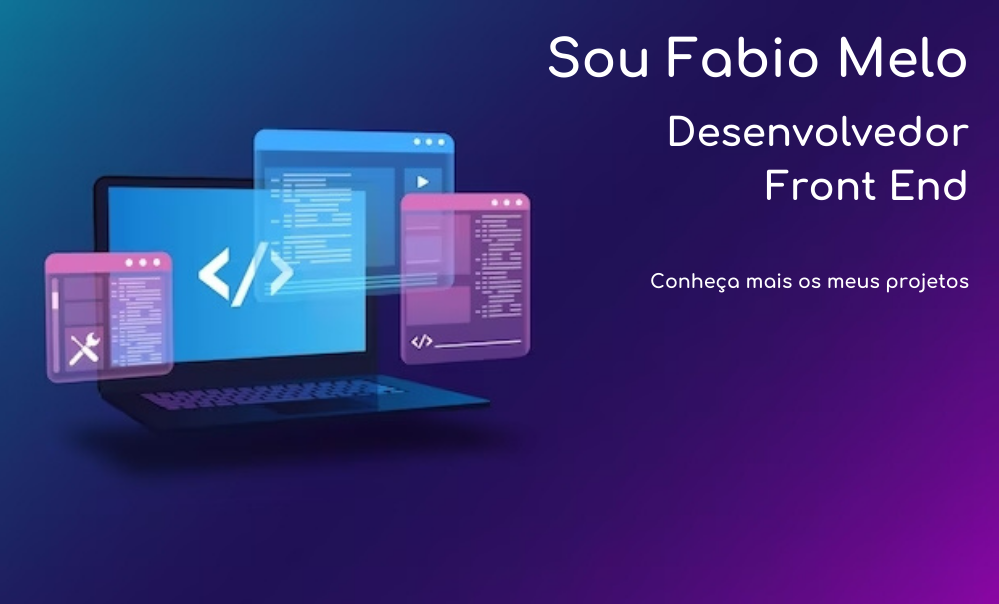 Sou Fabio Melo
Desenvolvedor
Front End
Conheça mais os meus projetos
</>
</>